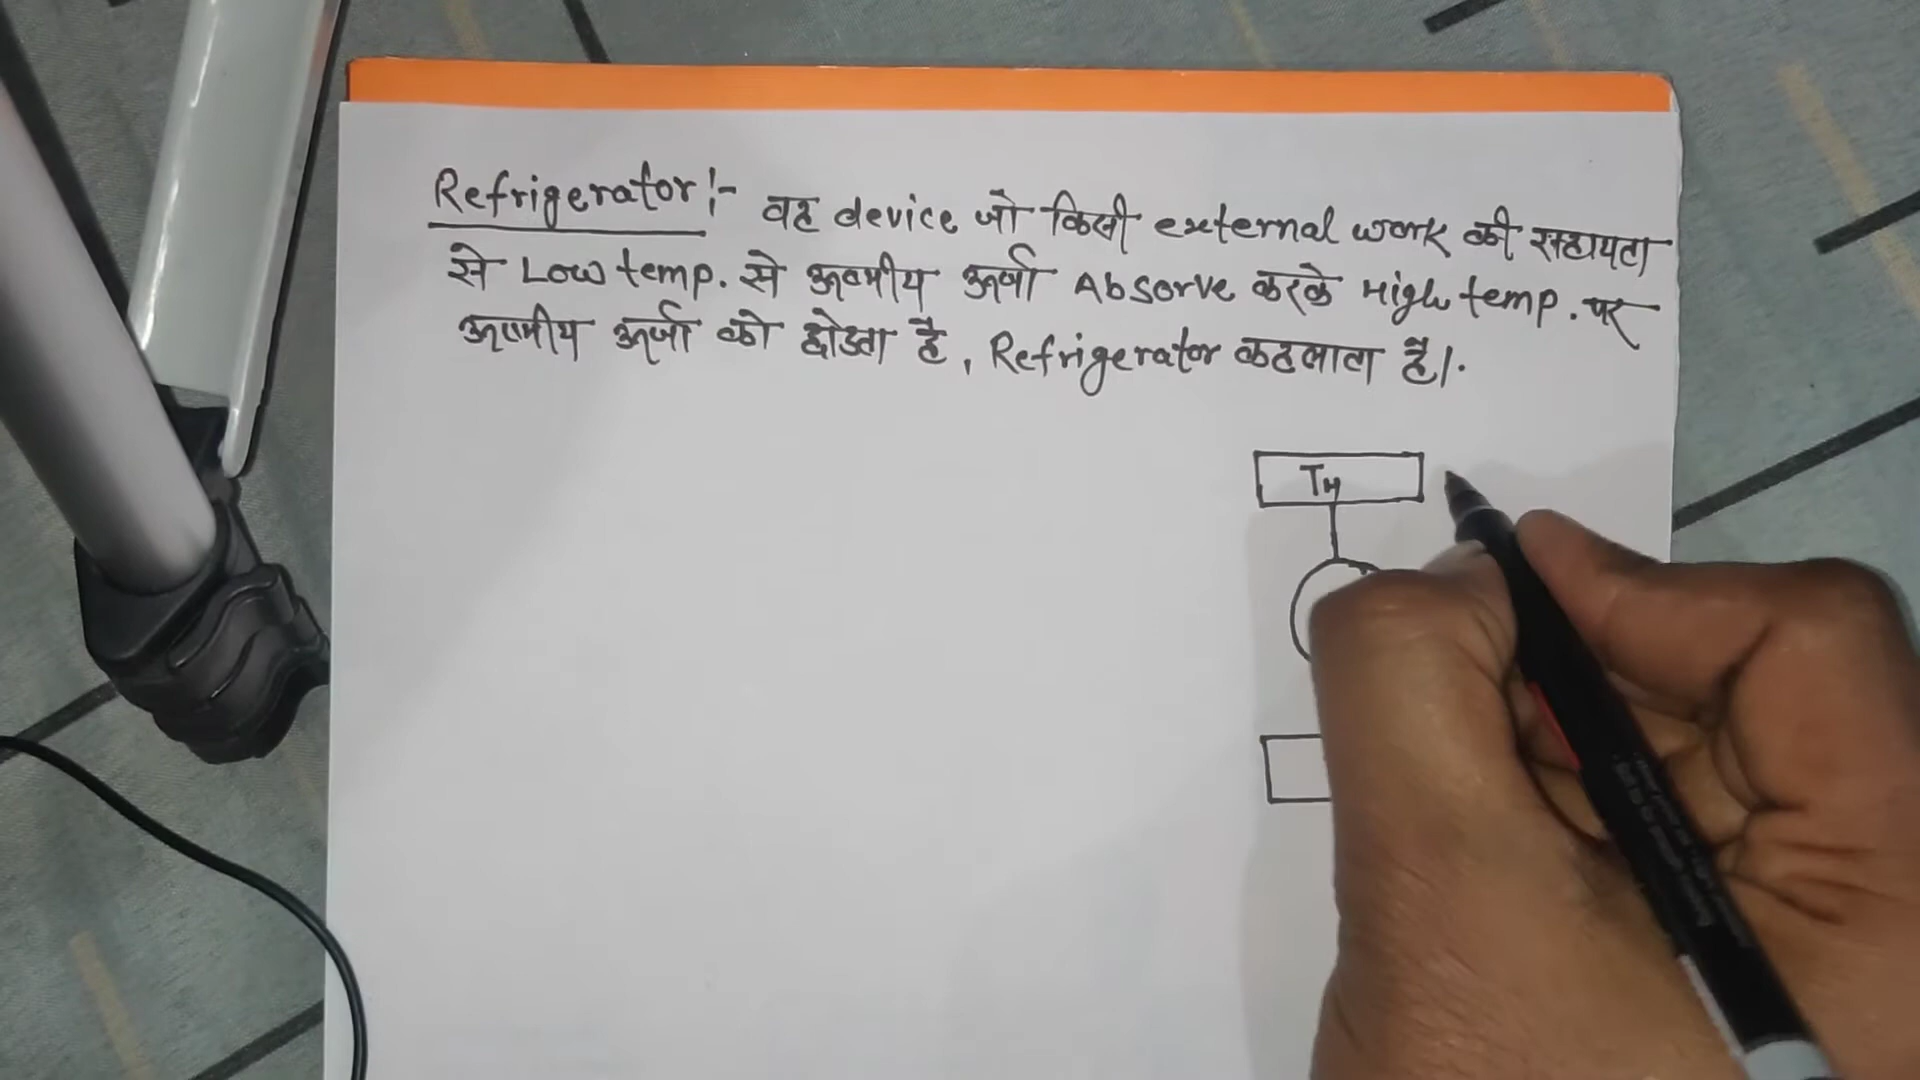 Refrigerator:- वह device जो किसी external work की सहायता
से Low temp. से ऊष्मीय ऊर्जा Absorve करके High temp. पर
ऊष्मीय ऊर्जा को छोडता है, Refrigerator कहलाता है।.
TH